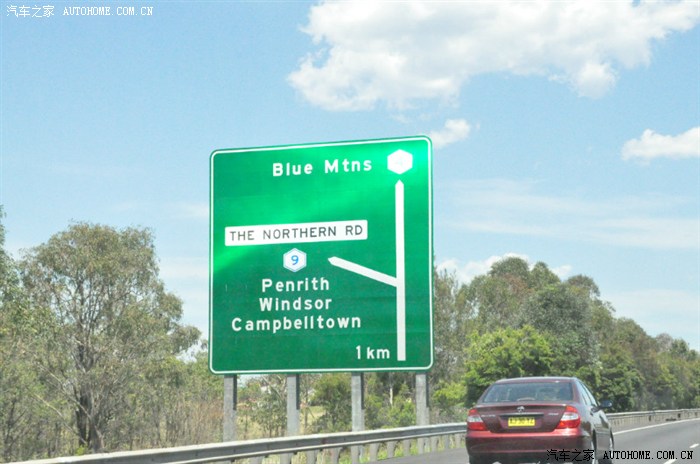 汽车之家 AUTOHOME.COM.CN
Blue Mtns
THE NORTHERN RD
9
Penrith
Windsor
Campbelltown
1 km
汽车之家 AUTOHOME.COM.CN